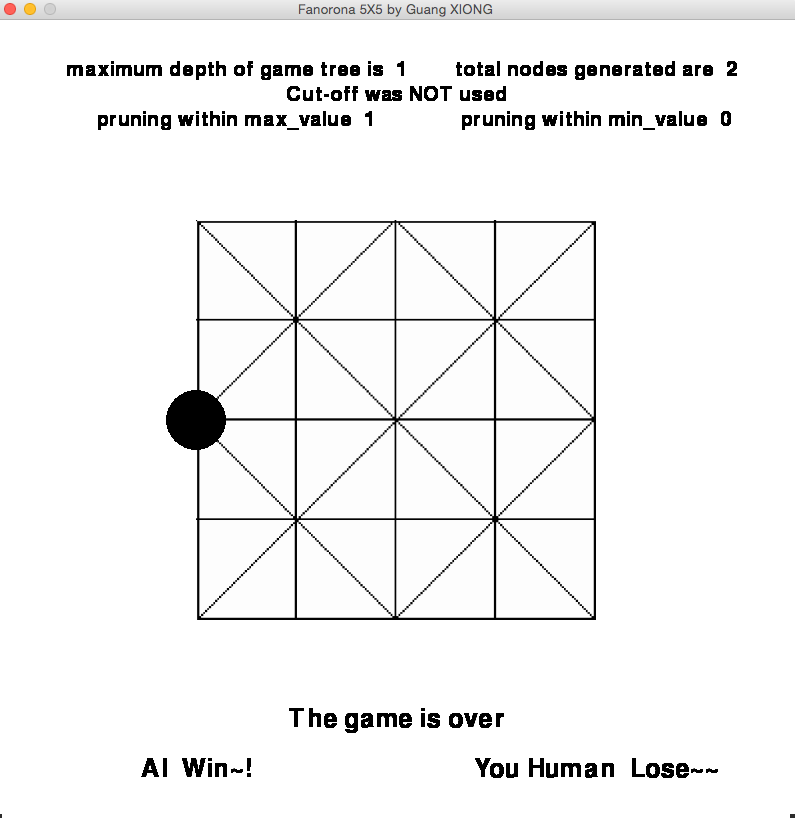 Fanorona 5X5 by Guang XIONG
maximum depth of game tree is 1 total nodes generated are 2
Cut-off was NOT used
pruning within max_value 1 pruning within min_value 0
The game is over
AI Win~! You Human Lose~~